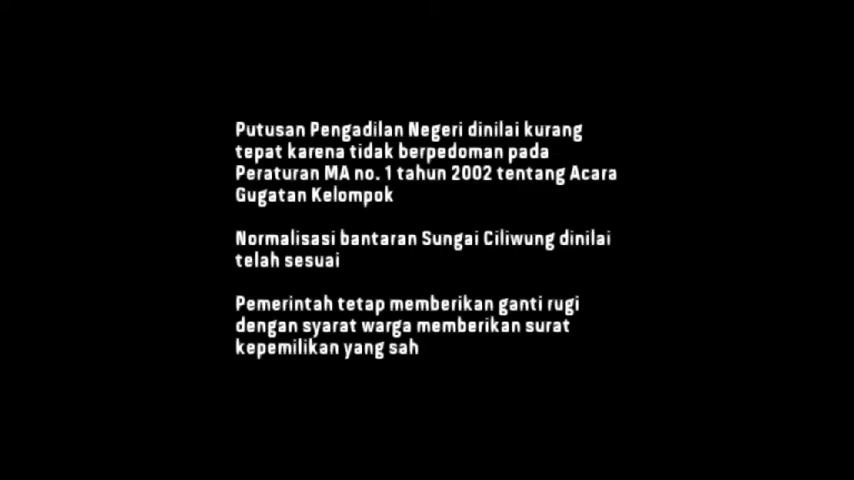 Putusan Pengadilan Negeri dinilai kurang
tepat karena tidak berpedoman pada
Peraturan MA no. 1 tahun 2002 tentang Acara
Gugatan Kelompok
Normalisasi bantaran Sungai Ciliwung dinilai
telah sesuai
Pemerintah tetap memberikan ganti rugi
dengan syarat warga memberikan surat
kepemilikan yang sah